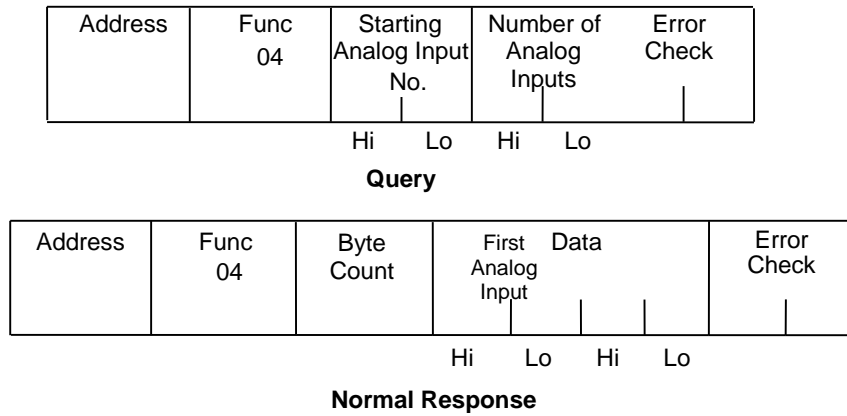 Address Func Starting Number of Error
04 Analog Input Analog Check
No. Inputs
Hi Lo Hi Lo
Query
Address Func Byte First Data Error
04 Count Analog Check
Input
Hi Lo Hi Lo
Normal Response